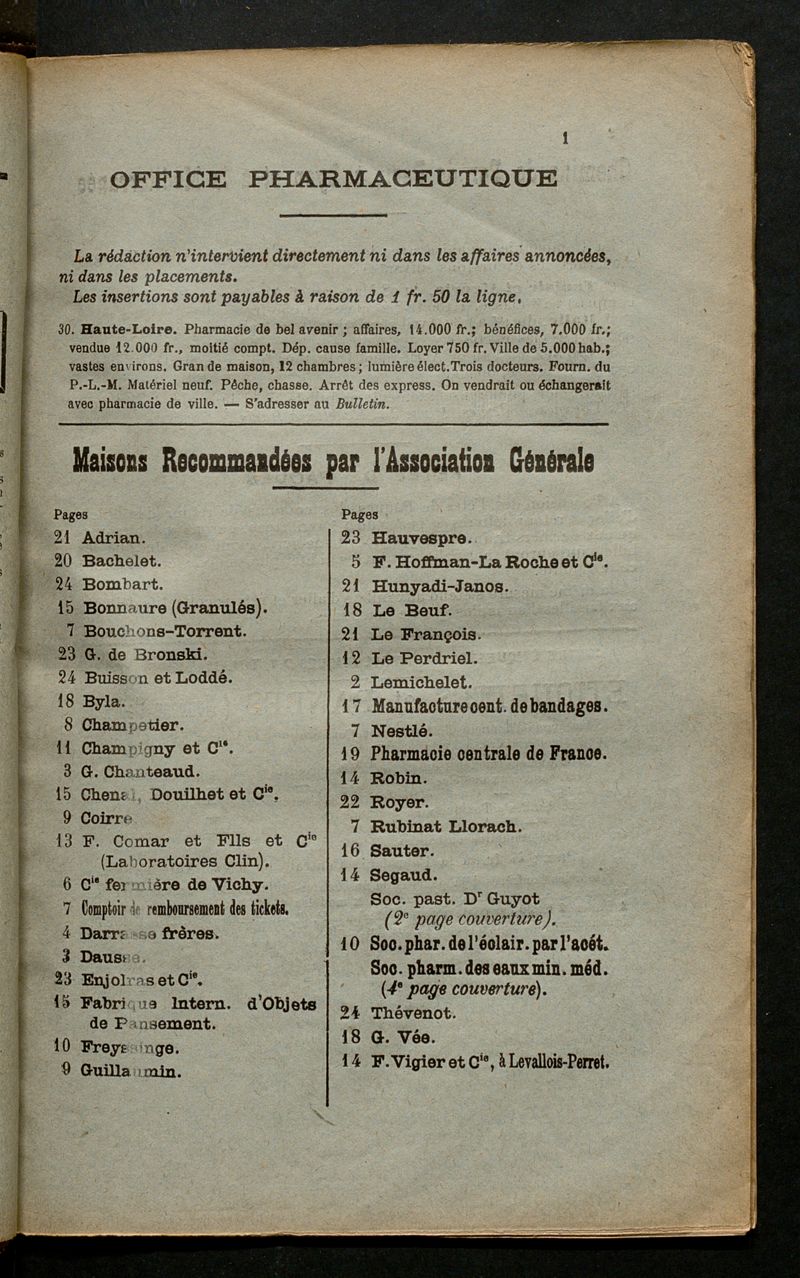 1
OFFICE PHARMACEUTIQUE
La rédaction n'intervient directement ni dans les affaires annoncées,
ni dans les placements.
Les insertions sont payables à raison de 1 fr. 50 la ligne.
30. Haute-Loire. Pharmacie de bel avenir ; affaires, 14.000 fr.; bénéfices, 7.000 fr.;
vendue 12.000 fr., moitié compt. Dép. cause famille. Loyer 750 fr. Ville de 5.000 hab.;
vastes environs. Grande maison, 12 chambres ; lumière élect. Trois docteurs. Fourn. du
P.-L.-M. Matériel neuf. Pêche, chasse. Arrêt des express. On vendrait ou échangerait
avec pharmacie de ville. — S'adresser au Bulletin.
Maisons Recommandées par l'Association Générale
Pages
21 Adrian.
20 Bachelet.
24 Bombart.
15 Bonnaure (Granulés).
7 Bouchons-Torrent.
23 G. de Bronski.
24 Buisson et Loddé.
18 Byla.
8 Champetier.
11 Champigny et Cie.
3 G. Chanteaud.
15 Chenal, Douilhet et Cie.
9 Coirre
13 F. Comar et Fils et Cie
(Laboratoires Clin).
6 Cie fermière de Vichy.
7 Comptoir de remboursement des tickets.
4 Darrasse frères.
3 Dausse.
23 Enjolras et Cie.
15 Fabrique Intern. d'Objets
de Pansement.
10 Freyssinge.
9 Guillaumin.
Pages
23 Hauvespre.
5 F. Hoffman-La Roche et Cie.
21 Hunyadi-Janos.
18 Le Beuf.
21 Le François.
12 Le Perdriel.
2 Lemichelet.
17 Manufacture cent. de bandages.
7 Nestlé.
19 Pharmacie centrale de France.
14 Robin.
22 Royer.
7 Rubinat Llorach.
16 Sauter.
14 Segaud.
Soc. past. Dr Guyot
(2e page couverture).
10 Soc. phar. de l'éclair. par l'acét.
Soc. pharm. des eaux min. méd.
(4e page couverture).
24 Thévenot.
18 G. Vée.
14 F. Vigier et Cie, à Levallois-Perret.